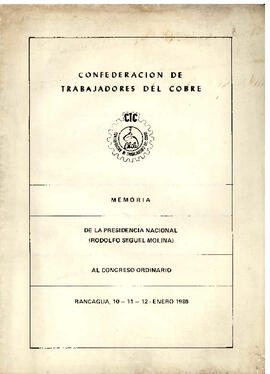 CONFEDERACION DE
TRABAJADORES DEL COBRE
CTC
MEMORIA
DE LA PRESIDENCIA NACIONAL
(RODOLFO SEGUEL MOLINA)
AL CONGRESO ORDINARIO
RANCAGUA, 10 – 11 – 12 - ENERO 1986